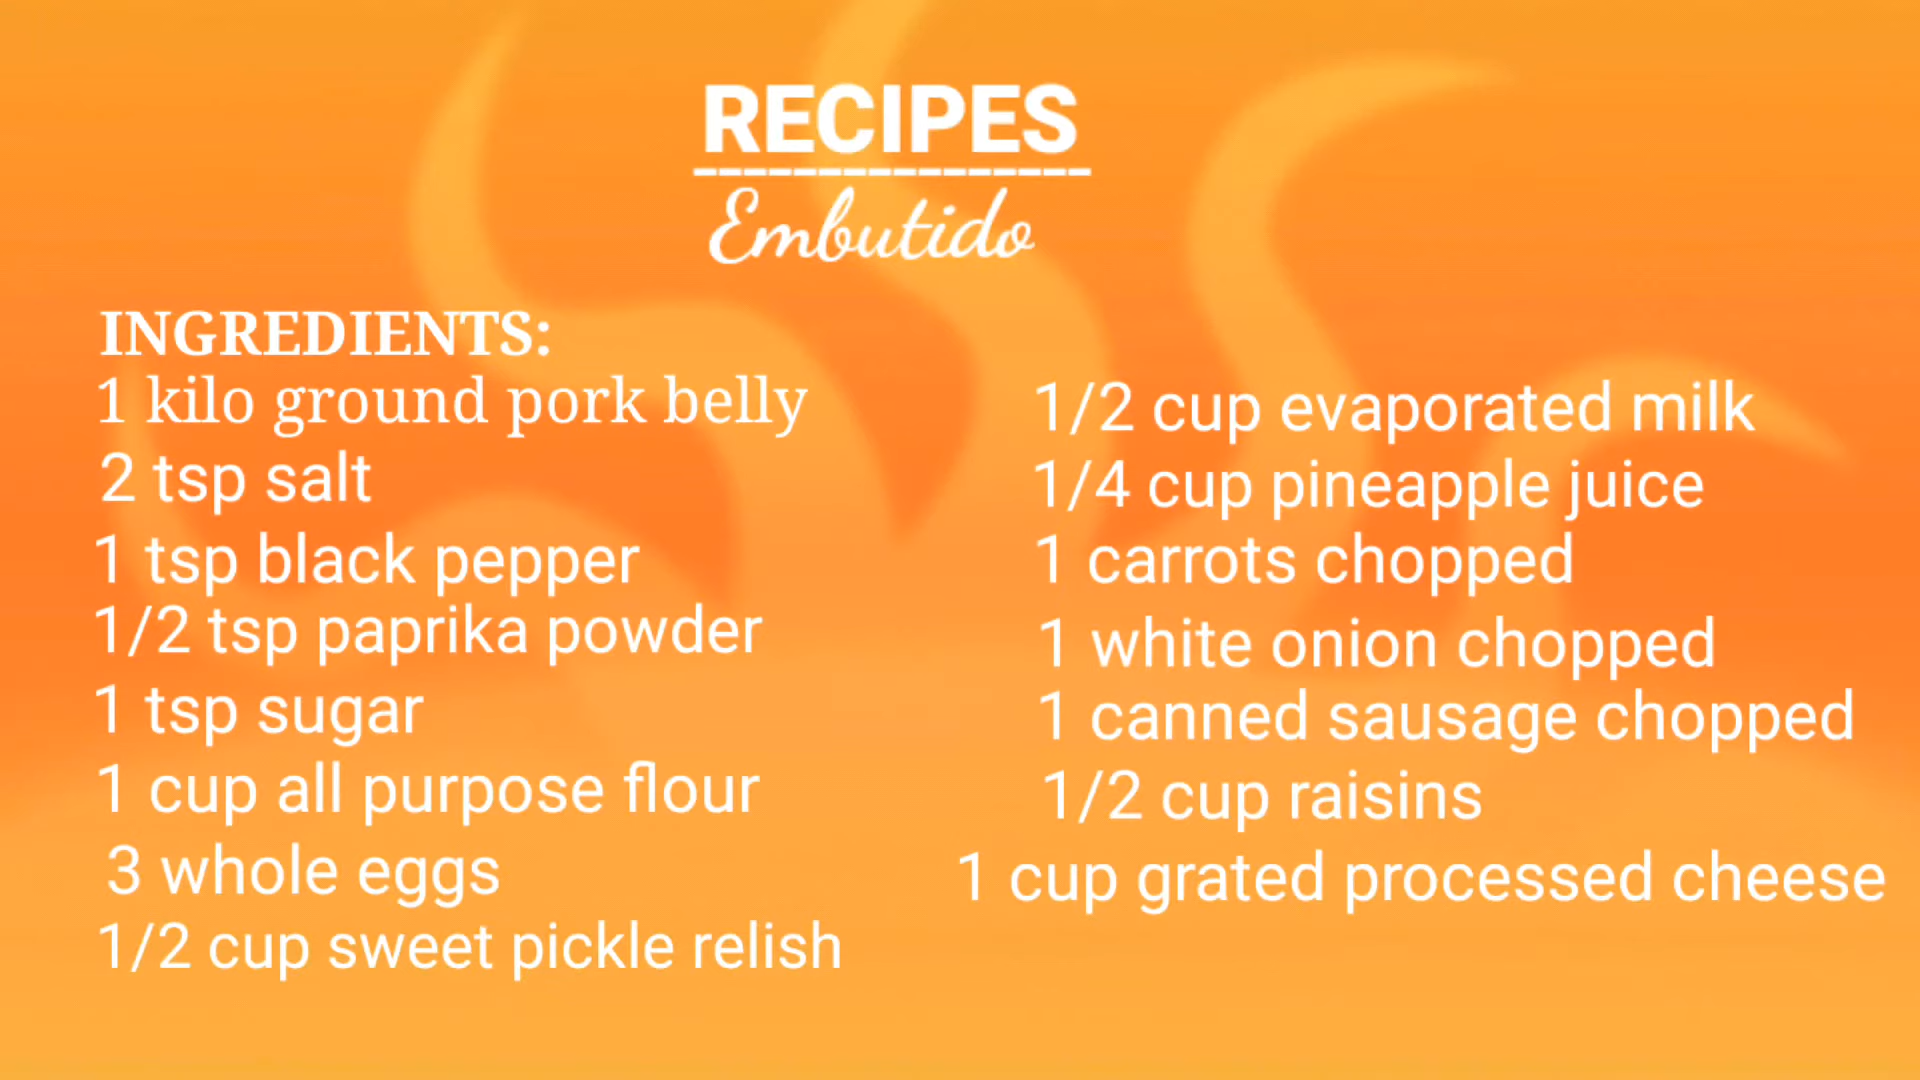 RECIPES
Embutido
INGREDIENTS:
1 kilo ground pork belly
2 tsp salt
1 tsp black pepper
1/2 tsp paprika powder
1 tsp sugar
1 cup all purpose flour
3 whole eggs
1/2 cup sweet pickle relish
1/2 cup evaporated milk
1/4 cup pineapple juice
1 carrots chopped
1 white onion chopped
1 canned sausage chopped
1/2 cup raisins
1 cup grated processed cheese